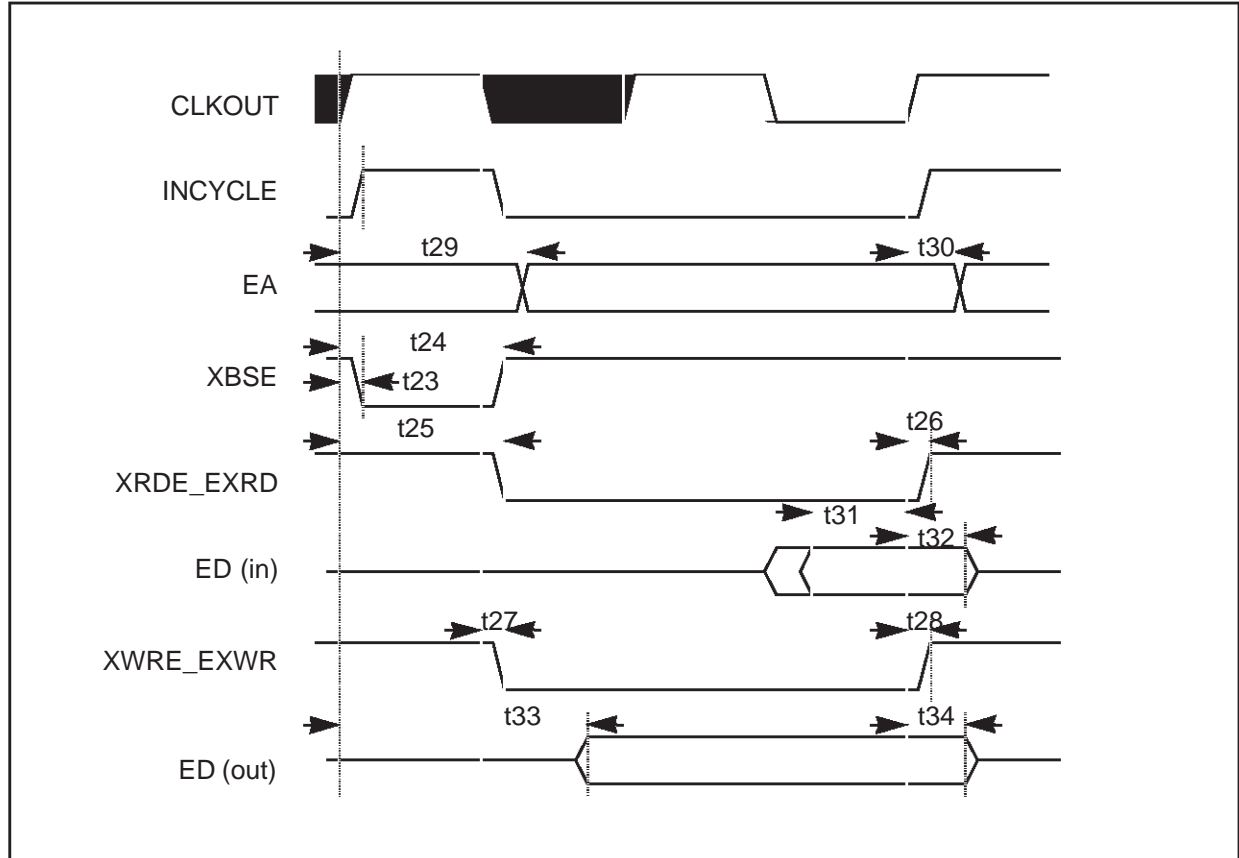 CLKOUT
INCYCLE
t29
t30
EA
t24
XBSE
t23
t25
t26
XRDE_EXRD
t31
t32
ED (in)
t27
t28
XWRE_EXWR
t33
t34
ED (out)